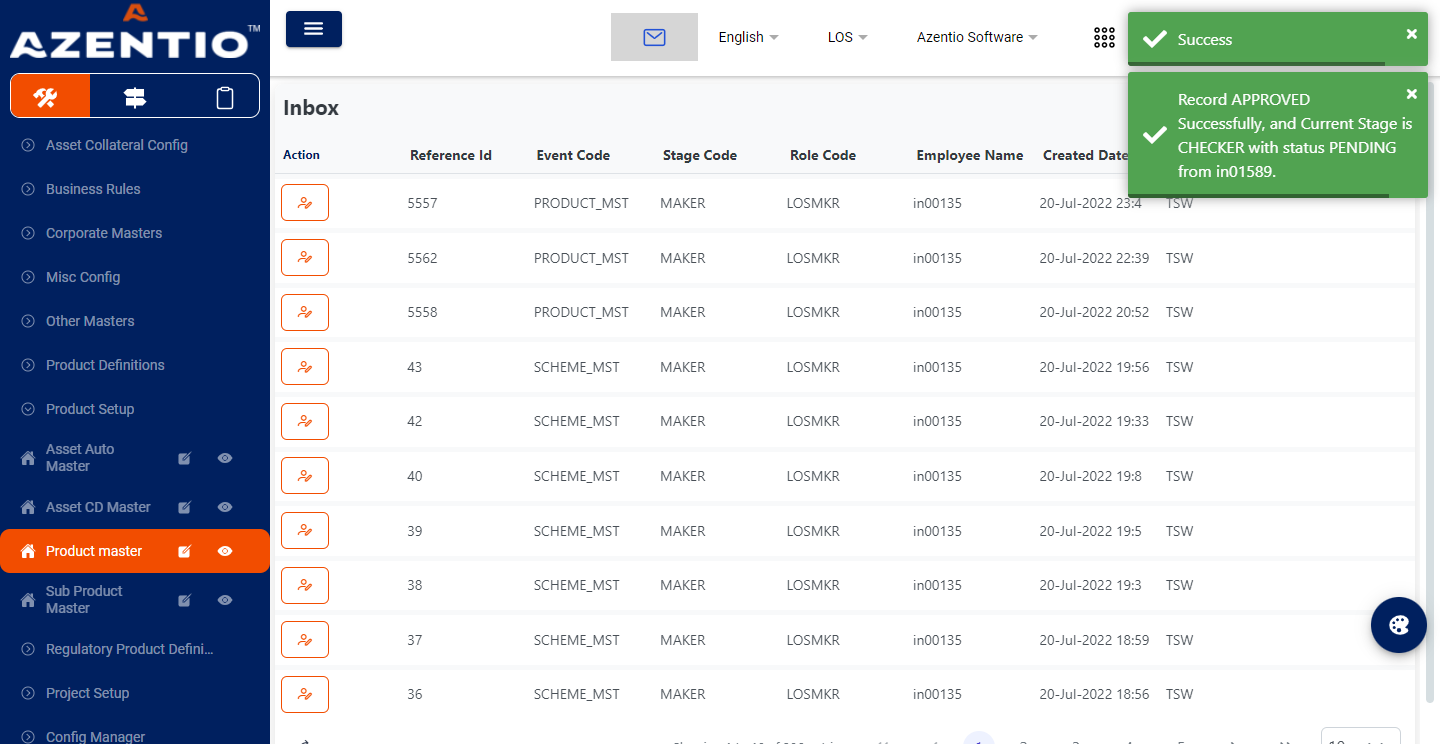 AZENTIO TM
English
LOS
Azentio Software
Success
Record APPROVED
Successfully, and Current Stage is
CHECKER with status PENDING
from in01589.
Asset Collateral Config
Business Rules
Corporate Masters
Misc Config
Other Masters
Product Definitions
Product Setup
Asset Auto
Master
Asset CD Master
Product master
Sub Product
Master
Regulatory Product Defini...
Project Setup
Config Manager
Inbox
Action Reference Id Event Code Stage Code Role Code Employee Name Created Date
5557 PRODUCT_MST MAKER LOSMKR in00135 20-Jul-2022 23:4 TSW
5562 PRODUCT_MST MAKER LOSMKR in00135 20-Jul-2022 22:39 TSW
5558 PRODUCT_MST MAKER LOSMKR in00135 20-Jul-2022 20:52 TSW
43 SCHEME_MST MAKER LOSMKR in00135 20-Jul-2022 19:56 TSW
42 SCHEME_MST MAKER LOSMKR in00135 20-Jul-2022 19:33 TSW
40 SCHEME_MST MAKER LOSMKR in00135 20-Jul-2022 19:8 TSW
39 SCHEME_MST MAKER LOSMKR in00135 20-Jul-2022 19:5 TSW
38 SCHEME_MST MAKER LOSMKR in00135 20-Jul-2022 19:3 TSW
37 SCHEME_MST MAKER LOSMKR in00135 20-Jul-2022 18:59 TSW
36 SCHEME_MST MAKER LOSMKR in00135 20-Jul-2022 18:56 TSW